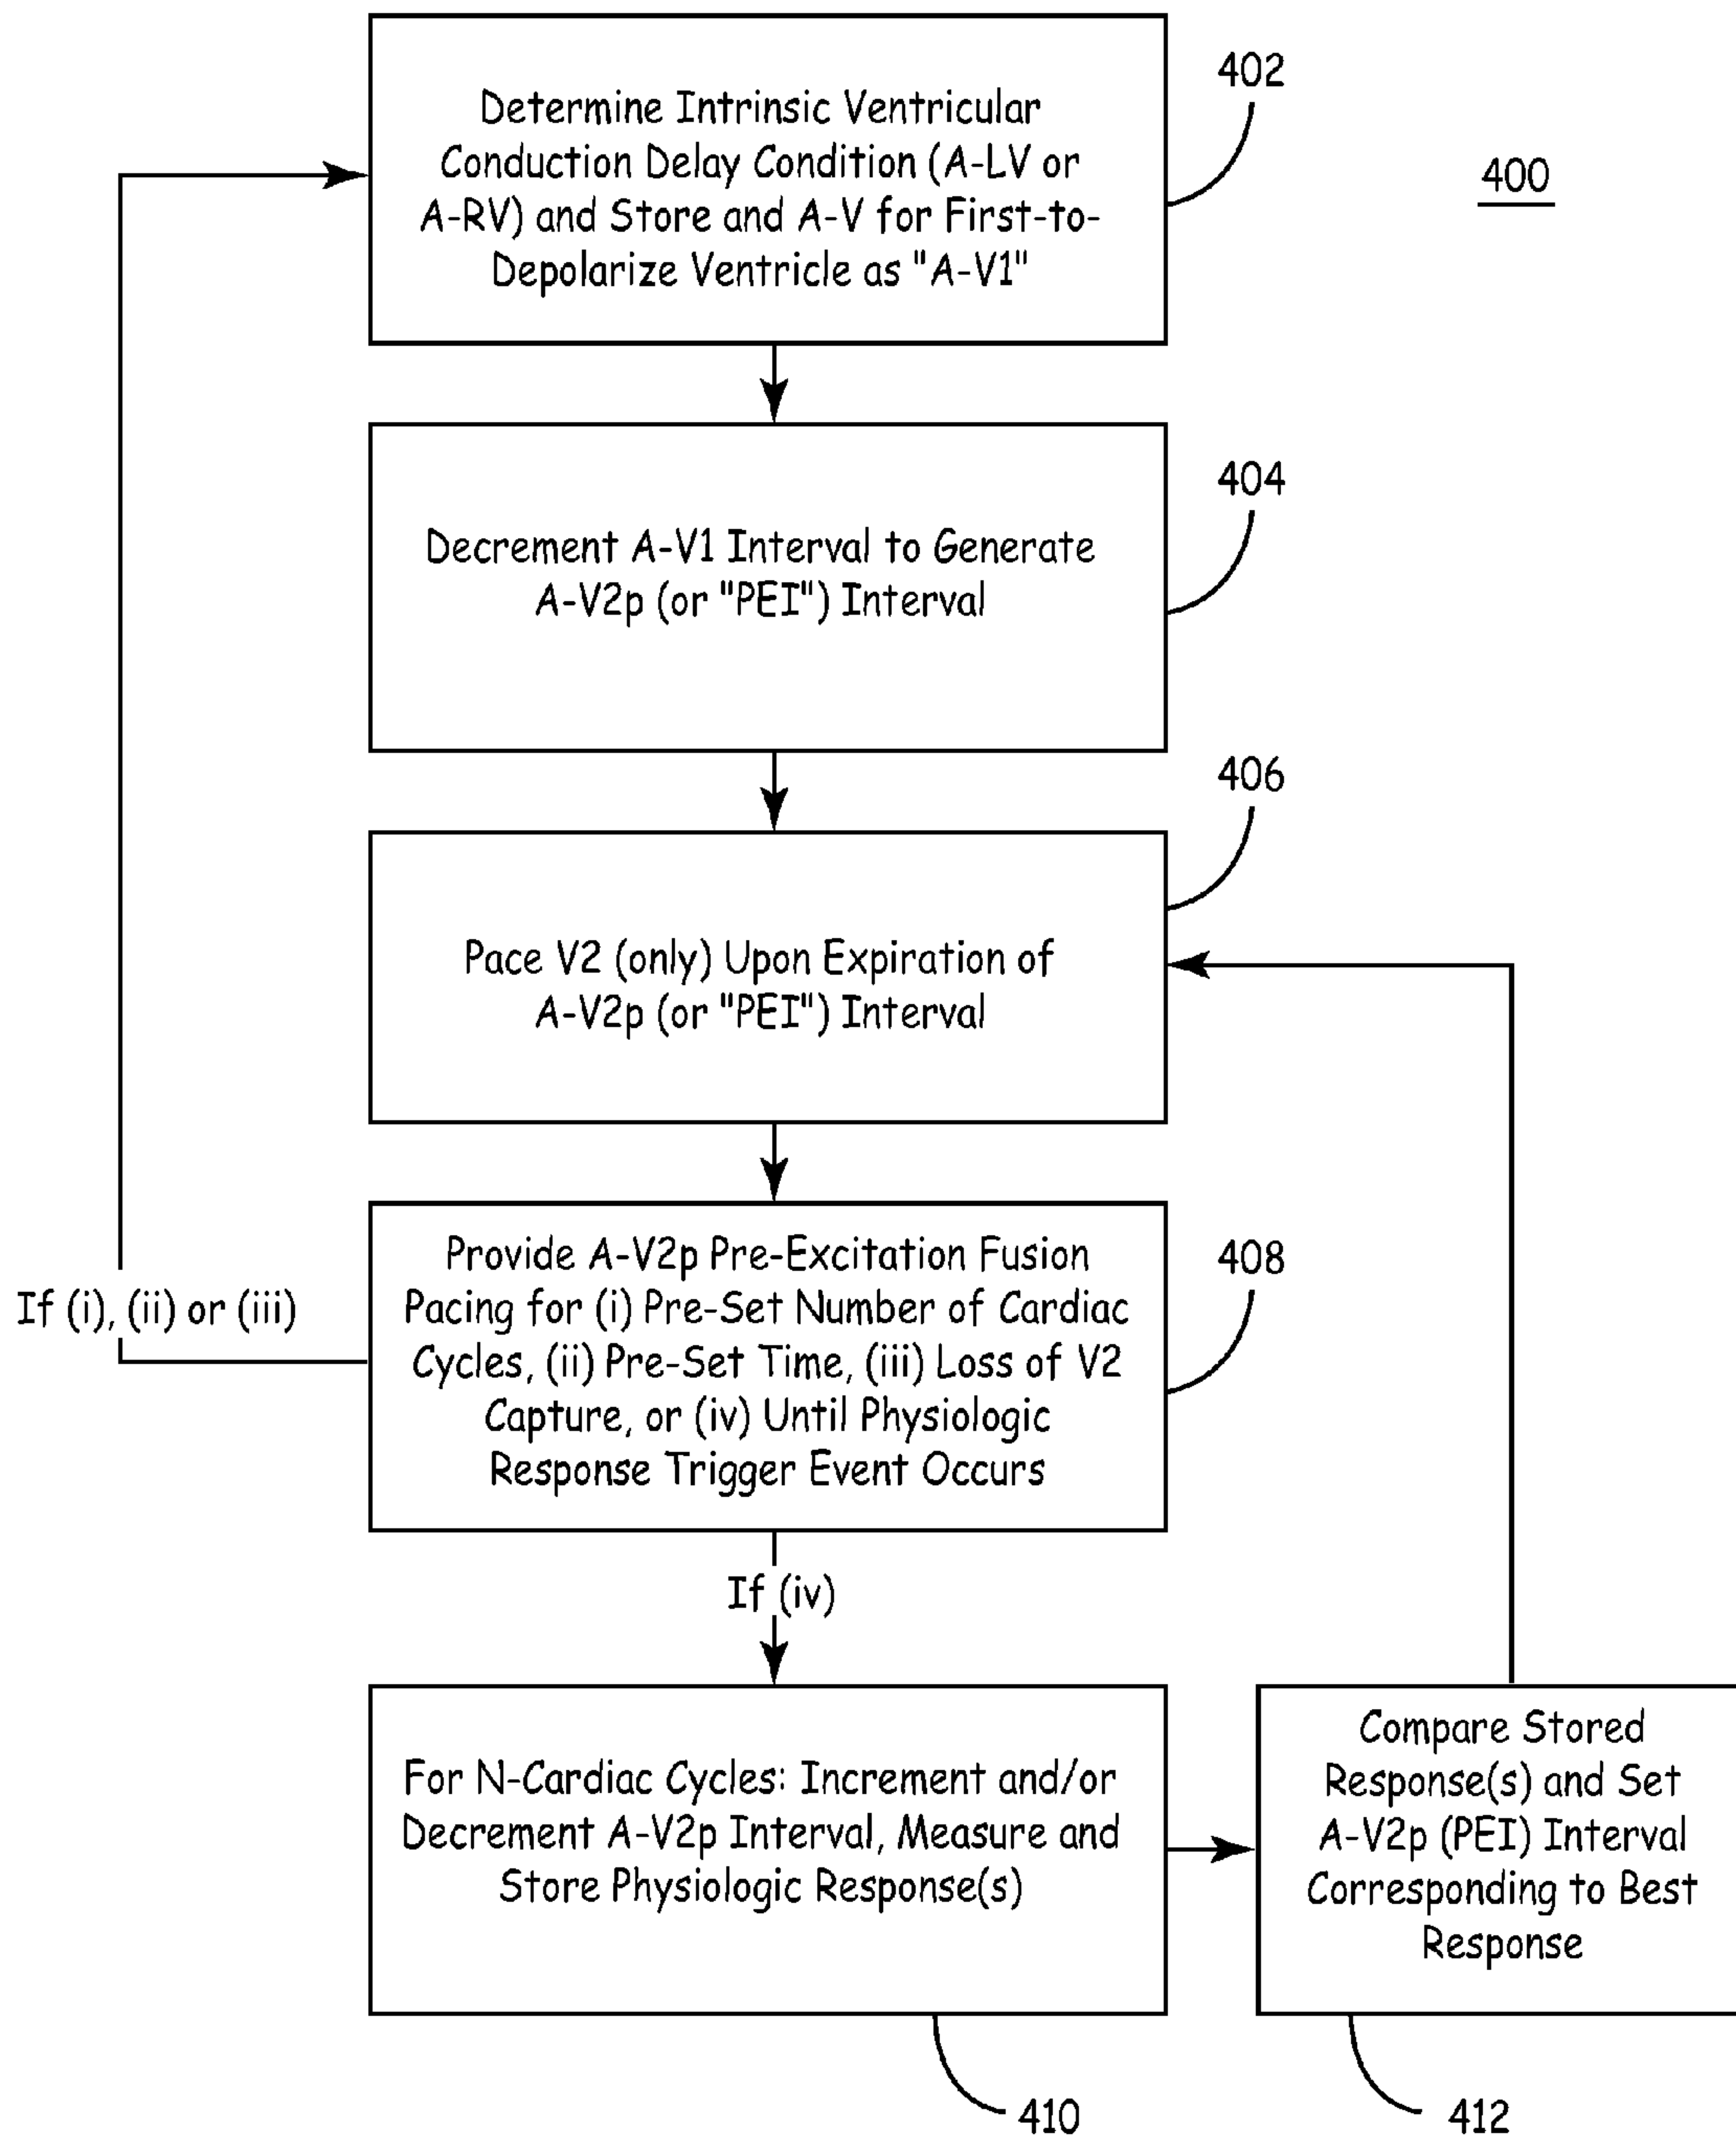 402
400
Determine Intrinsic Ventricular
Conduction Delay Condition (A-LV or
A-RV) and Store and A-V for First-to-
Depolarize Ventricle as "A-V1"
404
Decrement A-V1 Interval to Generate
A-V2p (or "PEI") Interval
406
Pace V2 (only) Upon Expiration of
A-V2p (or "PEI") Interval
408
Provide A-V2p Pre-Excitation Fusion
Pacing for (i) Pre-Set Number of Cardiac
Cycles, (ii) Pre-Set Time, (iii) Loss of V2
Capture, or (iv) Until Physiologic
Response Trigger Event Occurs
If (i), (ii) or (iii)
If (iv)
For N-Cardiac Cycles: Increment and/or
Decrement A-V2p Interval, Measure and
Store Physiologic Response(s)
Compare Stored
Response(s) and Set
A-V2p (PEI) Interval
Corresponding to Best
Response
410
412